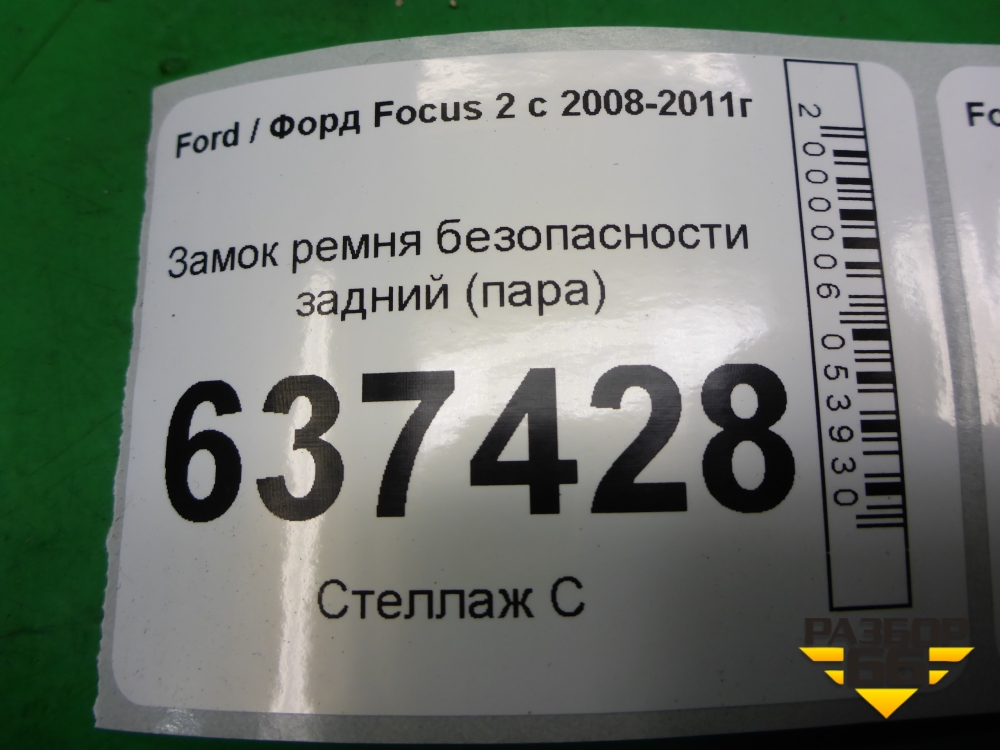 Ford / Форд Focus 2 с 2008-2011г
Замок ремня безопасности
задний (пара)
637428
Стеллаж С
2000006053930
Fo
РАЗБОР
66